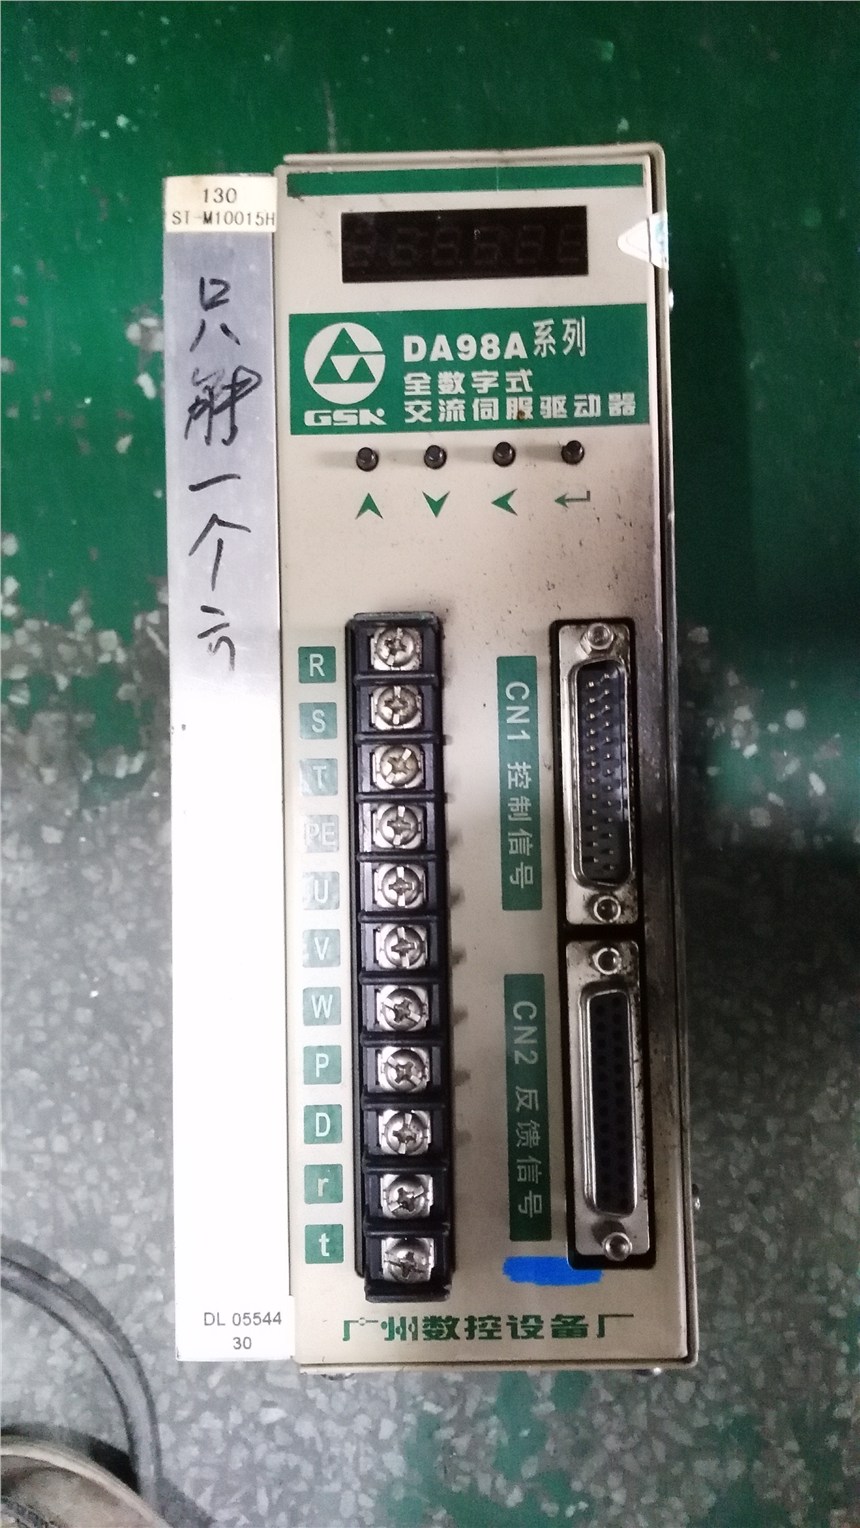 130
ST-M10015H
只能一个方
DA98A系列
全数字式
交流伺服驱动器
GSK
R
S
T
PE
U
V
W
P
D
r
t
CN1 控制信号
CN2 反馈信号
DL 05544
30
广州数控设备厂